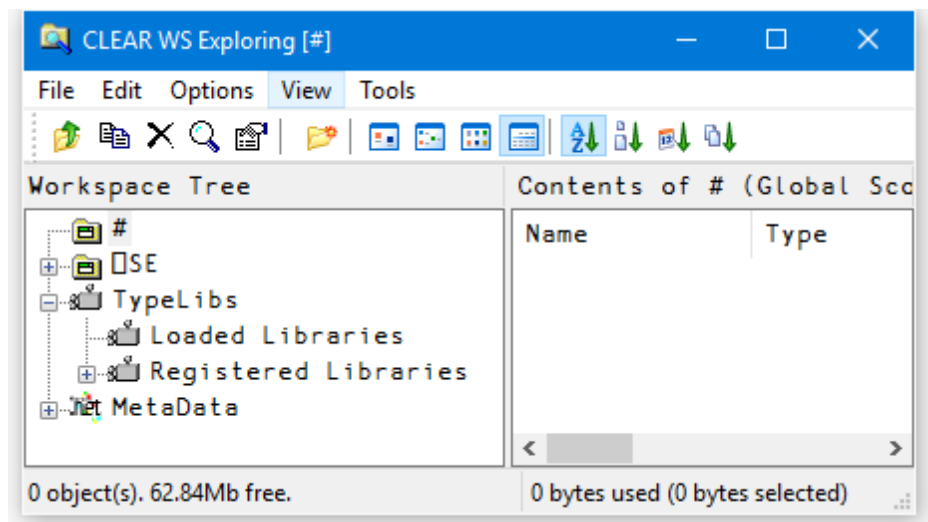 CLEAR WS Exploring [#]
File Edit Options View Tools
Workspace Tree
Contents of # (Global Sco
#
⎕SE
TypeLibs
Loaded Libraries
Registered Libraries
.net MetaData
Name Type
0 object(s). 62.84Mb free.
0 bytes used (0 bytes selected)